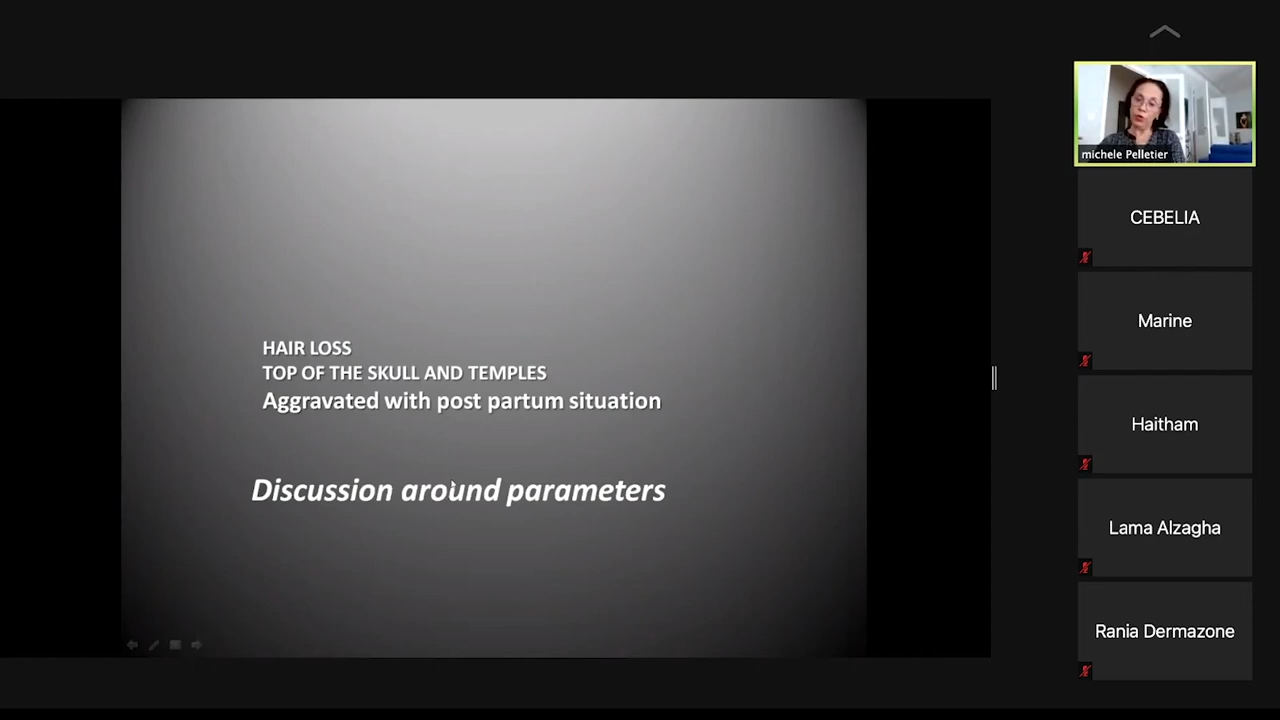 HAIR LOSS
TOP OF THE SKULL AND TEMPLES
Aggravated with post partum situation
Discussion around parameters
michele Pelletier
CEBELIA
Marine
Haitham
Lama Alzagha
Rania Dermazone